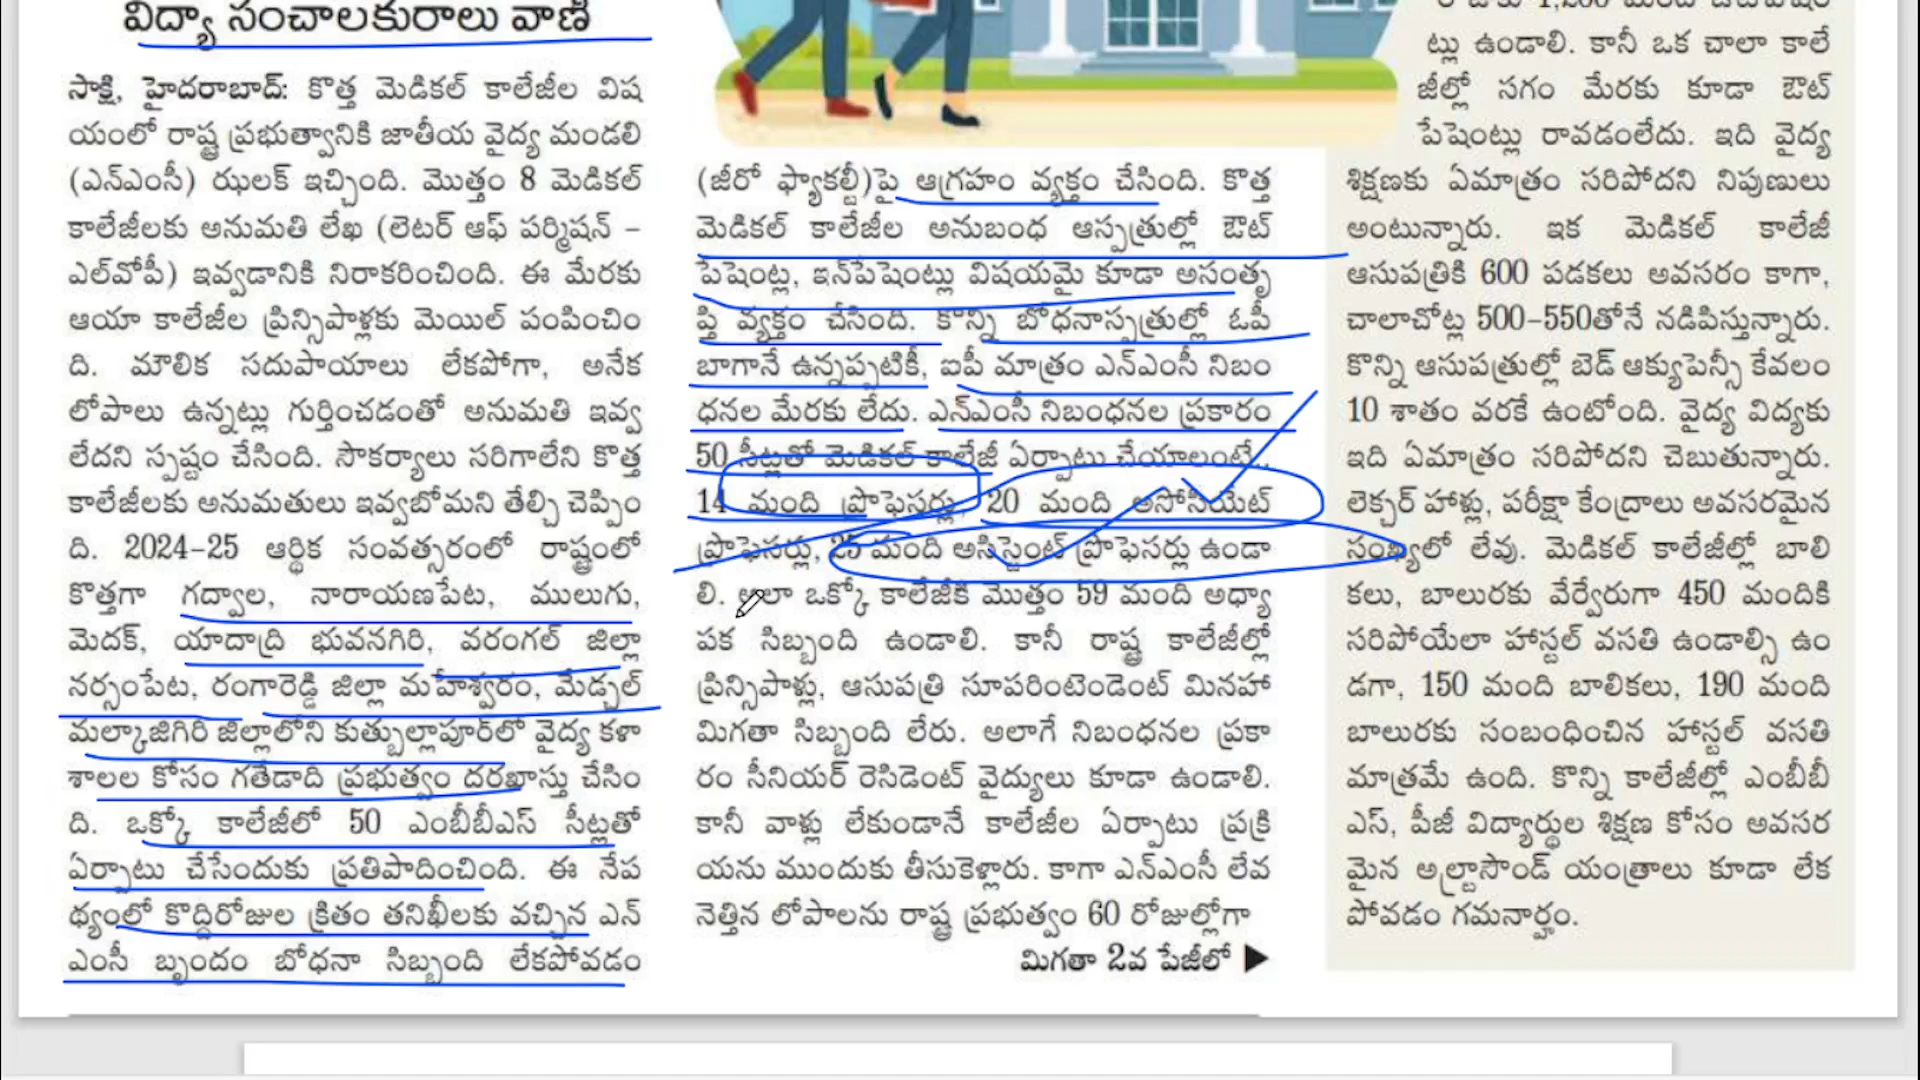 విద్యా సంచాలకురాలు వాణి
సాక్షి, హైదరాబాద్: కొత్త మెడికల్ కాలేజీల విష
యంలో రాష్ట్ర ప్రభుత్వానికి జాతీయ వైద్య మండలి
(ఎన్ఎంసీ) ఝలక్ ఇచ్చింది. మొత్తం 8 మెడికల్
కాలేజీలకు అనుమతి లేఖ (లెటర్ ఆఫ్ పర్మిషన్ –
ఎల్వోపీ) ఇవ్వడానికి నిరాకరించింది. ఈ మేరకు
ఆయా కాలేజీల ప్రిన్సిపాళ్లకు మెయిల్ పంపించిం
ది. మౌలిక సదుపాయాలు లేకపోగా, అనేక
లోపాలు ఉన్నట్లు గుర్తించడంతో అనుమతి ఇవ్వ
లేదని స్పష్టం చేసింది. సౌకర్యాలు సరిగాలేని కొత్త
కాలేజీలకు అనుమతులు ఇవ్వబోమని తేల్చి చెప్పిం
ది. 2024–25 ఆర్థిక సంవత్సరంలో రాష్ట్రంలో
కొత్తగా గద్వాల, నారాయణపేట, ములుగు,
మెదక్, యాదాద్రి భువనగిరి, వరంగల్ జిల్లా
నర్సంపేట, రంగారెడ్డి జిల్లా మహేశ్వరం, మేడ్చల్
మల్కాజిగిరి జిల్లాలోని కుత్బుల్లాపూర్‌లో వైద్య కళా
శాలల కోసం గతేడాది ప్రభుత్వం దరఖాస్తు చేసిం
ది. ఒక్కో కాలేజీలో 50 ఎంబీబీఎస్ సీట్లతో
ఏర్పాటు చేసేందుకు ప్రతిపాదించింది. ఈ నేప
థ్యంలో కొద్దిరోజుల క్రితం తనిఖీలకు వచ్చిన ఎన్
ఎంసీ బృందం బోధనా సిబ్బంది లేకపోవడం
(జీరో ఫ్యాకల్టీ)పై ఆగ్రహం వ్యక్తం చేసింది. కొత్త
మెడికల్ కాలేజీల అనుబంధ ఆస్పత్రుల్లో ఔట్
పేషెంట్ల, ఇన్‌పేషెంట్లు విషయమై కూడా అసంతృ
ప్తి వ్యక్తం చేసింది. కొన్ని బోధనాస్పత్రుల్లో ఓపీ
బాగానే ఉన్నప్పటికీ, ఐపీ మాత్రం ఎన్ఎంసీ నిబం
ధనల మేరకు లేదు. ఎన్ఎంసీ నిబంధనల ప్రకారం
50 సీట్లతో మెడికల్ కాలేజీ ఏర్పాటు చేయాలంటే..
14 మంది ప్రొఫెసర్లు, 20 మంది అసోసియేట్
ప్రొఫెసర్లు, 25 మంది అసిస్టెంట్ ప్రొఫెసర్లు ఉండా
లి. అలా ఒక్కో కాలేజీకి మొత్తం 59 మంది అధ్యా
పక సిబ్బంది ఉండాలి. కానీ రాష్ట్ర కాలేజీల్లో
ప్రిన్సిపాళ్లు, ఆసుపత్రి సూపరింటెండెంట్ మినహా
మిగతా సిబ్బంది లేరు. అలాగే నిబంధనల ప్రకా
రం సీనియర్ రెసిడెంట్ వైద్యులు కూడా ఉండాలి.
కానీ వాళ్లు లేకుండానే కాలేజీల ఏర్పాటు ప్రక్రి
యను ముందుకు తీసుకెళ్లారు. కాగా ఎన్ఎంసీ లేవ
నెత్తిన లోపాలను రాష్ట్ర ప్రభుత్వం 60 రోజుల్లోగా
మిగతా 2వ పేజీలో ▶
ట్లు ఉండాలి. కానీ ఒక చాలా కాలే
జీల్లో సగం మేరకు కూడా ఔట్
పేషెంట్లు రావడంలేదు. ఇది వైద్య
శిక్షణకు ఏమాత్రం సరిపోదని నిపుణులు
అంటున్నారు. ఇక మెడికల్ కాలేజీ
ఆసుపత్రికి 600 పడకలు అవసరం కాగా,
చాలాచోట్ల 500–550తోనే నడిపిస్తున్నారు.
కొన్ని ఆసుపత్రుల్లో బెడ్ ఆక్యుపెన్సీ కేవలం
10 శాతం వరకే ఉంటోంది. వైద్య విద్యకు
ఇది ఏమాత్రం సరిపోదని చెబుతున్నారు.
లెక్చర్ హాళ్లు, పరీక్షా కేంద్రాలు అవసరమైన
సంఖ్యలో లేవు. మెడికల్ కాలేజీల్లో బాలి
కలు, బాలురకు వేర్వేరుగా 450 మందికి
సరిపోయేలా హాస్టల్ వసతి ఉండాల్సి ఉం
డగా, 150 మంది బాలికలు, 190 మంది
బాలురకు సంబంధించిన హాస్టల్ వసతి
మాత్రమే ఉంది. కొన్ని కాలేజీల్లో ఎంబీబీ
ఎస్, పీజీ విద్యార్థుల శిక్షణ కోసం అవసర
మైన అల్ట్రాసౌండ్ యంత్రాలు కూడా లేక
పోవడం గమనార్హం.